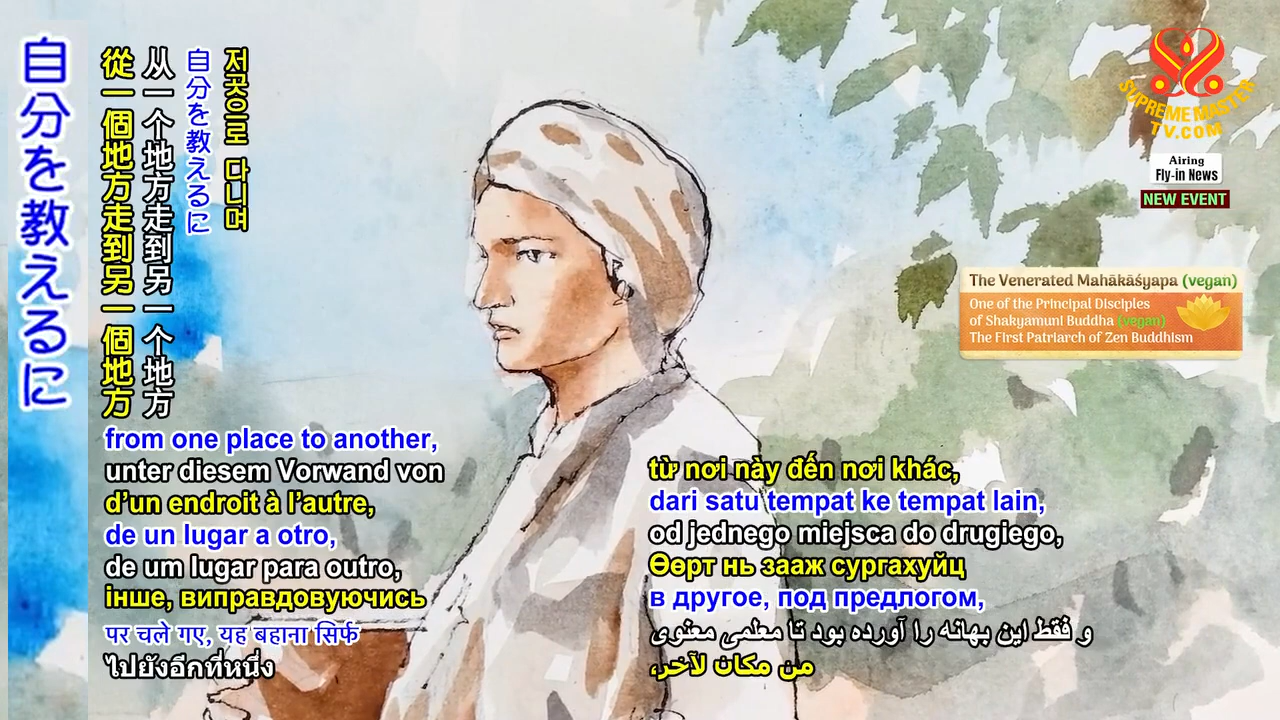 自分を教えるに
從一個地方走到另一個地方
从一个地方走到另一个地方
自分を教えるに
저곳으로 다니며
SUPREME MASTER
TV.COM
Airing
Fly-in News
NEW EVENT
The Venerated Mahākāśyapa (vegan)
One of the Principal Disciples
of Shakyamuni Buddha (vegan)
The First Patriarch of Zen Buddhism
from one place to another,
unter diesem Vorwand von
d’un endroit à l’autre,
de un lugar a otro,
de um lugar para outro,
інше, виправдовуючись
पर चले गए, यह बहाना सिर्फ
ไปยังอีกที่หนึ่ง
từ nơi này đến nơi khác,
dari satu tempat ke tempat lain,
od jednego miejsca do drugiego,
Өөрт нь зааж сургахуйц
в другое, под предлогом,
و فقط این بهانه را آورده بود تا معلمی معنوی
من مكان لآخر،